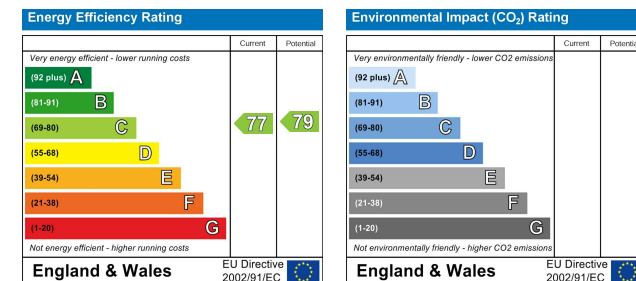 Energy Efficiency Rating
Current Potential
Very energy efficient - lower running costs
(92 plus) A
(81-91) B
(69-80) C
77 79
(55-68) D
(39-54) E
(21-38) F
(1-20) G
Not energy efficient - higher running costs
England & Wales
EU Directive
2002/91/EC
Environmental Impact (CO₂) Rating
Current Potentia
Very environmentally friendly - lower CO2 emissions
(92 plus) A
(81-91) B
(69-80) C
(55-68) D
(39-54) E
(21-38) F
(1-20) G
Not environmentally friendly - higher CO2 emissions
England & Wales
EU Directive
2002/91/EC